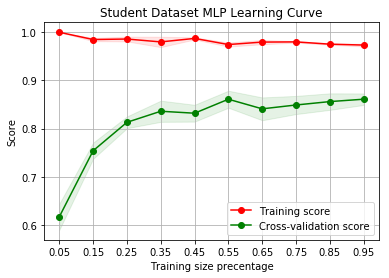 Student Dataset MLP Learning Curve
Score
1.0
0.9
0.8
0.7
0.6
Training score
Cross-validation score
0.05 0.15 0.25 0.35 0.45 0.55 0.65 0.75 0.85 0.95
Training size precentage